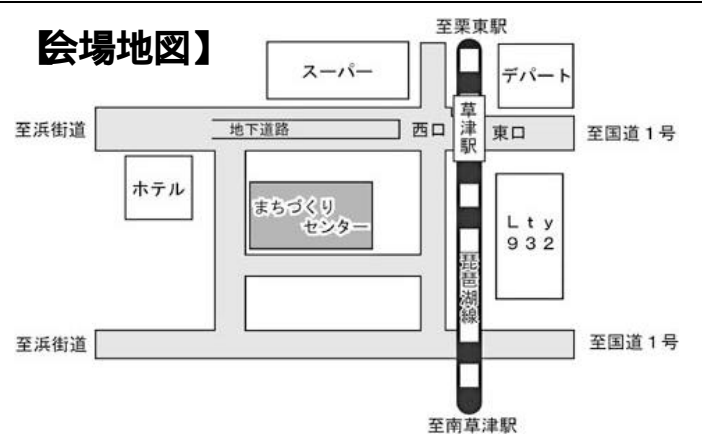 【会場地図】
至栗東駅
スーパー
デパート
至浜街道
地下道路
西口
草津駅
東口
至国道1号
ホテル
まちづくり
センター
Lty
932
琵琶湖線
至浜街道
至国道1号
至南草津駅